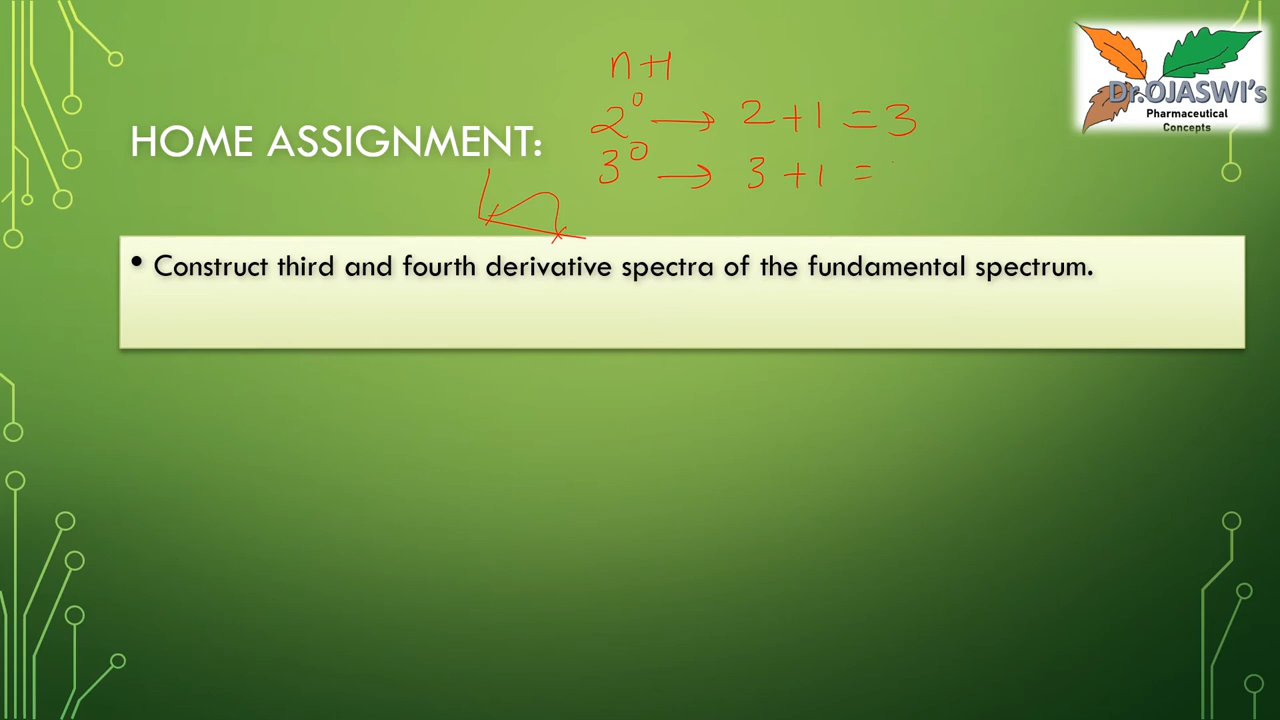 n+1
2° → 2+1 = 3
3° → 3+1 =
HOME ASSIGNMENT:
• Construct third and fourth derivative spectra of the fundamental spectrum.
Dr.OJASWI's
Pharmaceutical
Concepts